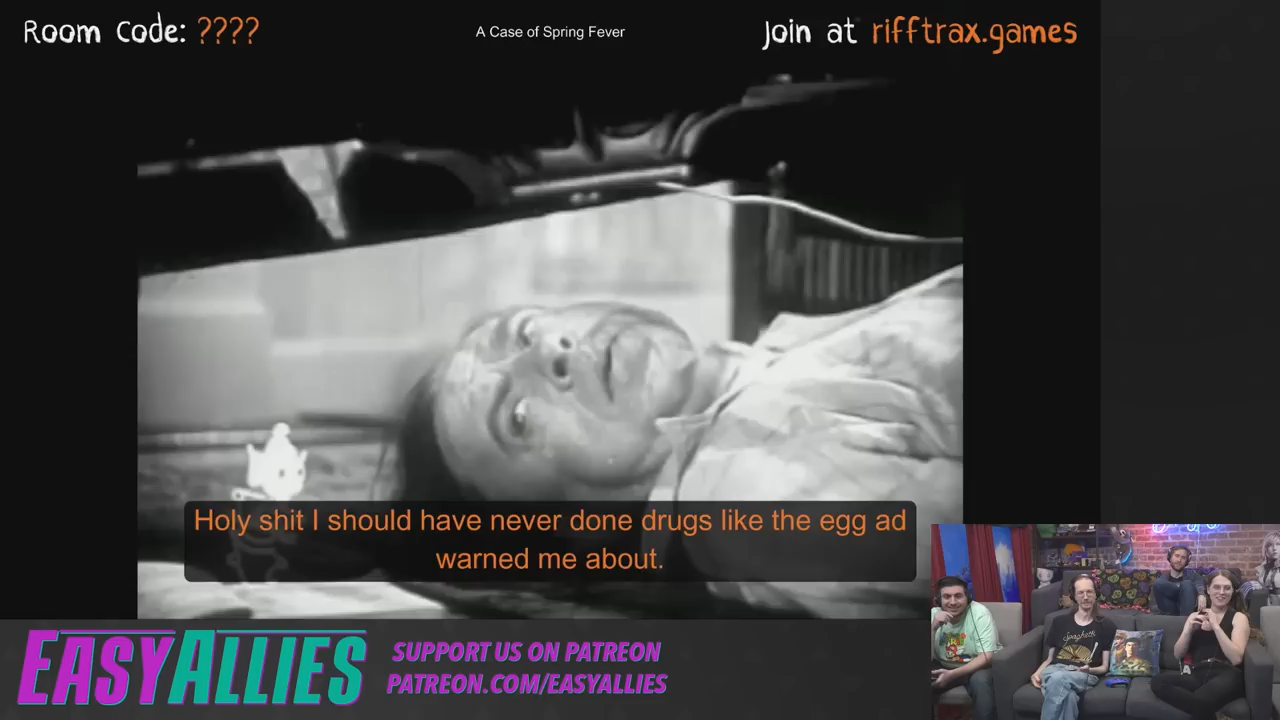 Room Code: ????
A Case of Spring Fever
Join at rifftrax.games
Holy shit I should have never done drugs like the egg ad
warned me about.
EASYALLIES
SUPPORT US ON PATREON
PATREON.COM/EASYALLIES
Spaghetti